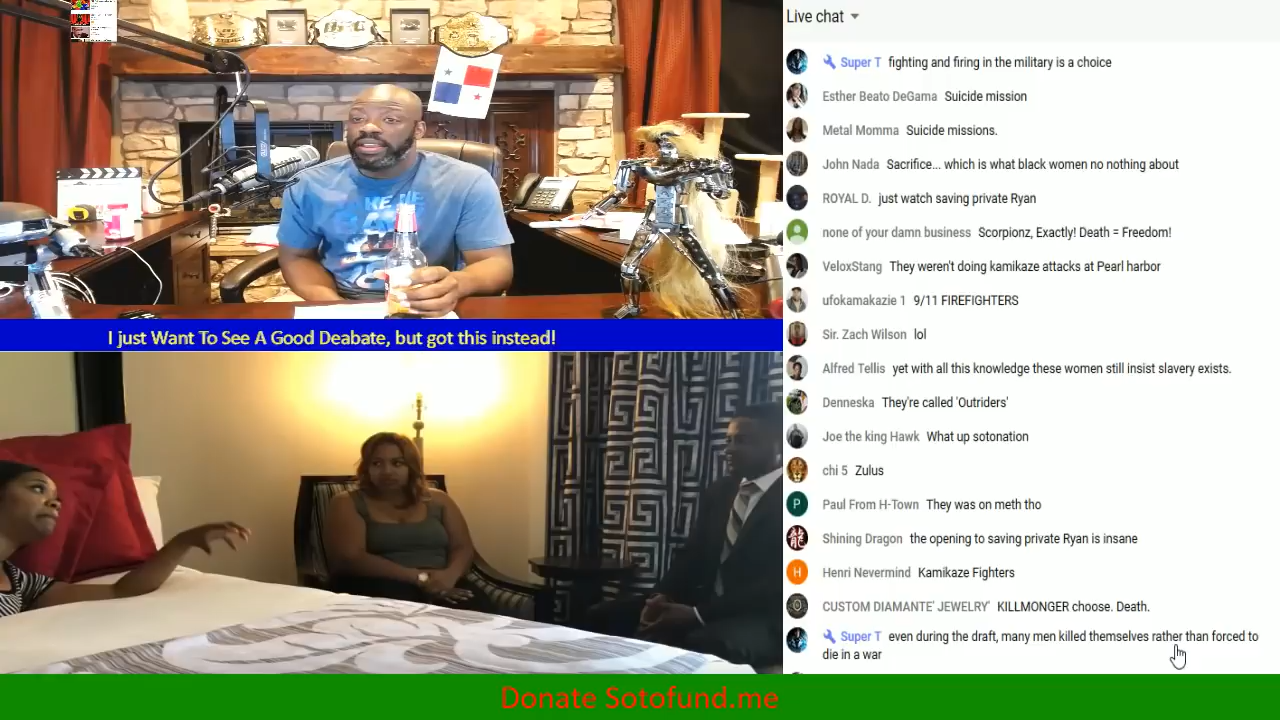 I just Want To See A Good Deabate, but got this instead!
Live chat
Super T fighting and firing in the military is a choice
Esther Beato DeGama Suicide mission
Metal Momma Suicide missions.
John Nada Sacrifice... which is what black women no nothing about
ROYAL D. just watch saving private Ryan
none of your damn business Scorpionz, Exactly! Death = Freedom!
VeloxStang They weren't doing kamikaze attacks at Pearl harbor
ufokamakazie 1 9/11 FIREFIGHTERS
Sir. Zach Wilson lol
Alfred Tellis yet with all this knowledge these women still insist slavery exists.
Denneska They're called 'Outriders'
Joe the king Hawk What up sotonation
chi 5 Zulus
P
Paul From H-Town They was on meth tho
Shining Dragon the opening to saving private Ryan is insane
H
Henri Nevermind Kamikaze Fighters
CUSTOM DIAMANTE' JEWELRY' KILLMONGER choose. Death.
Super T even during the draft, many men killed themselves rather than forced to
die in a war
Donate Sotofund.me